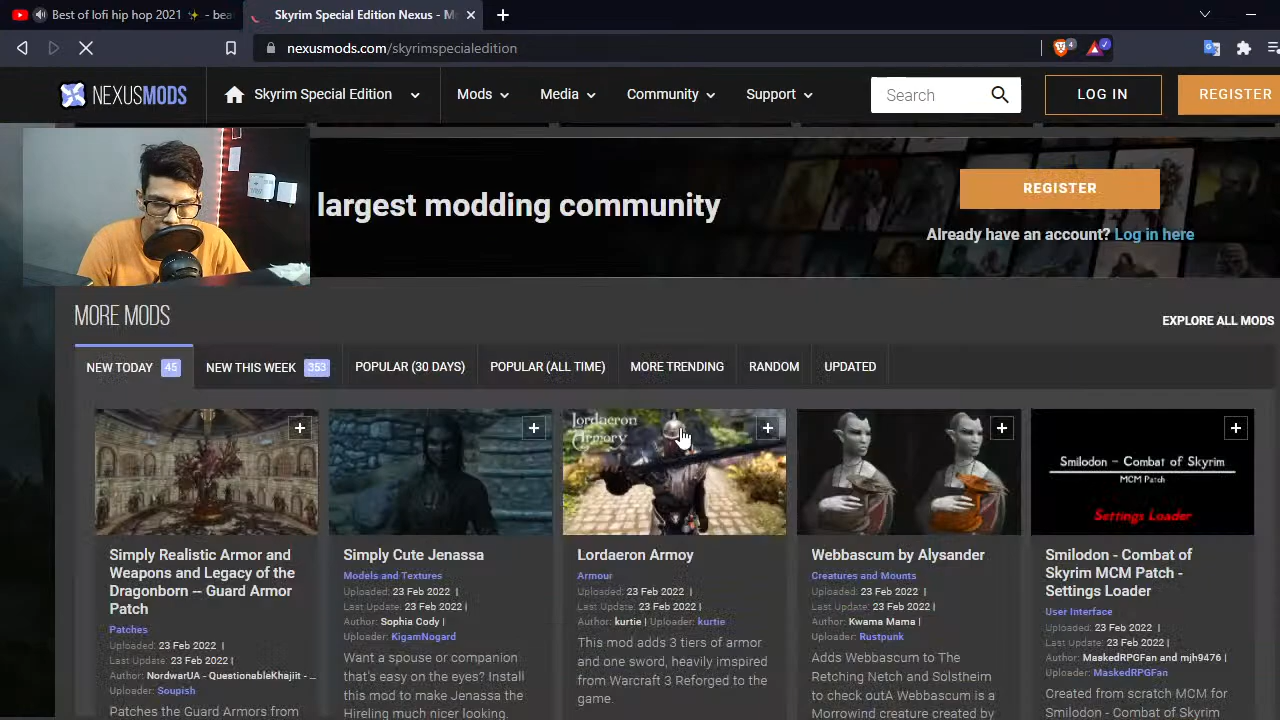 Best of lofi hip hop 2021 ✨ - bea
Skyrim Special Edition Nexus - M
nexusmods.com/skyrimspecialedition
4
NEXUSMODS
Skyrim Special Edition
Mods
Media
Community
Support
Search
LOG IN
REGISTER
largest modding community
REGISTER
Already have an account? Log in here
MORE MODS
EXPLORE ALL MODS
NEW TODAY 45
NEW THIS WEEK 353
POPULAR (30 DAYS)
POPULAR (ALL TIME)
MORE TRENDING
RANDOM
UPDATED
Simply Realistic Armor and
Weapons and Legacy of the
Dragonborn -- Guard Armor
Patch
Patches
Uploaded: 23 Feb 2022 |
Last Update: 23 Feb 2022 |
Author: NordwarUA - QuestionableKhajiit - ...
Uploader: Soupish
Patches the Guard Armors from
Simply Cute Jenassa
Models and Textures
Uploaded: 23 Feb 2022 |
Last Update: 23 Feb 2022 |
Author: Sophia Cody |
Uploader: KigamNogard
Want a spouse or companion
that's easy on the eyes? Install
this mod to make Jenassa the
Hireling much nicer looking.
lordaeron
Armory
Lordaeron Armoy
Armour
Uploaded: 23 Feb 2022 |
Last Update: 23 Feb 2022 |
Author: kurtie | Uploader: kurtie
This mod adds 3 tiers of armor
and one sword, heavily imspired
from Warcraft 3 Reforged to the
game.
Webbascum by Alysander
Creatures and Mounts
Uploaded: 23 Feb 2022 |
Last Update: 23 Feb 2022 |
Author: Kwama Mama |
Uploader: Rustpunk
Adds Webbascum to The
Retching Netch and Solstheim
to check outA Webbascum is a
Morrowind creature created by
Smilodon - Combat of Skyrim
MCM Patch
Settings Loader
Smilodon - Combat of
Skyrim MCM Patch -
Settings Loader
User Interface
Uploaded: 23 Feb 2022 |
Last Update: 23 Feb 2022 |
Author: MaskedRPGFan and mjh9476 |
Uploader: MaskedRPGFan
Created from scratch MCM for
Smilodon - Combat of Skyrim